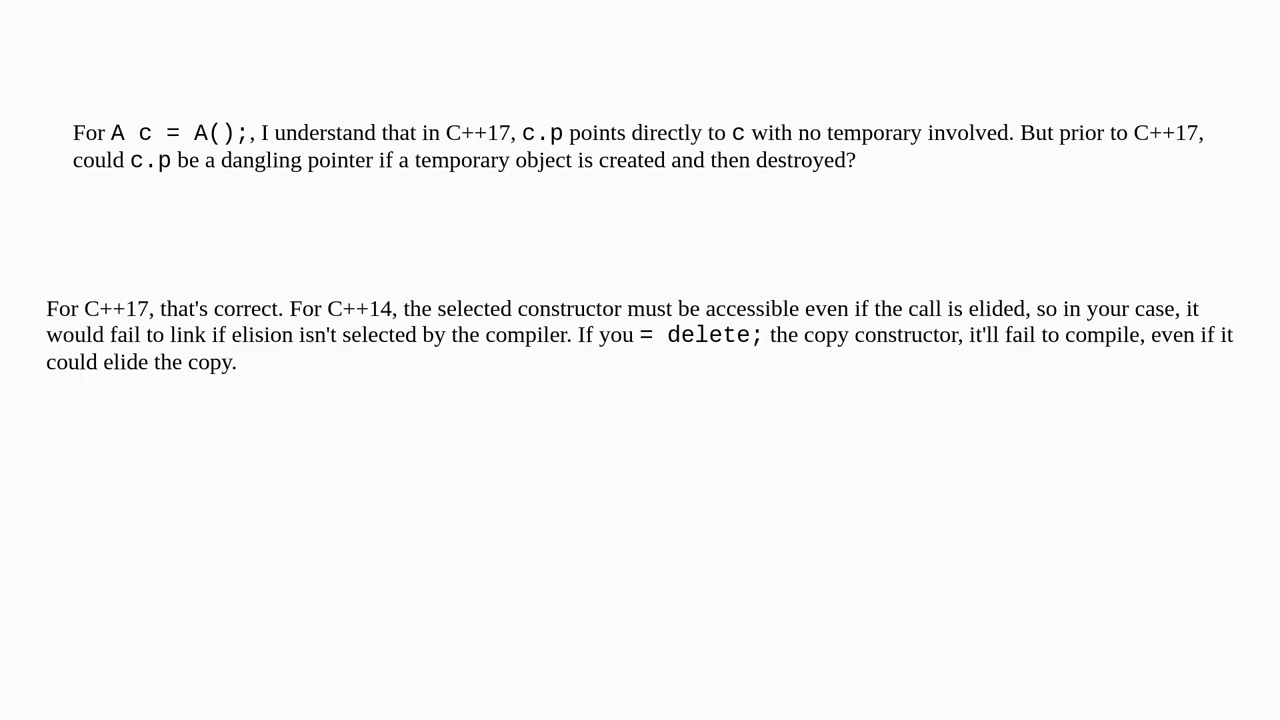 For A c = A();, I understand that in C++17, c.p points directly to c with no temporary involved. But prior to C++17,
could c.p be a dangling pointer if a temporary object is created and then destroyed?
For C++17, that's correct. For C++14, the selected constructor must be accessible even if the call is elided, so in your case, it
would fail to link if elision isn't selected by the compiler. If you = delete; the copy constructor, it'll fail to compile, even if it
could elide the copy.